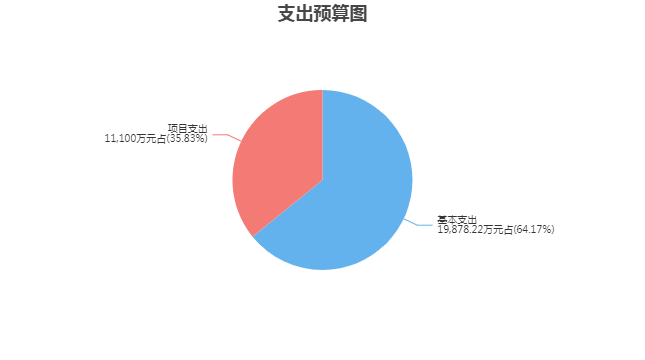 支出预算图
项目支出
11,100万元占(35.83%)
基本支出
19,878.22万元占(64.17%)